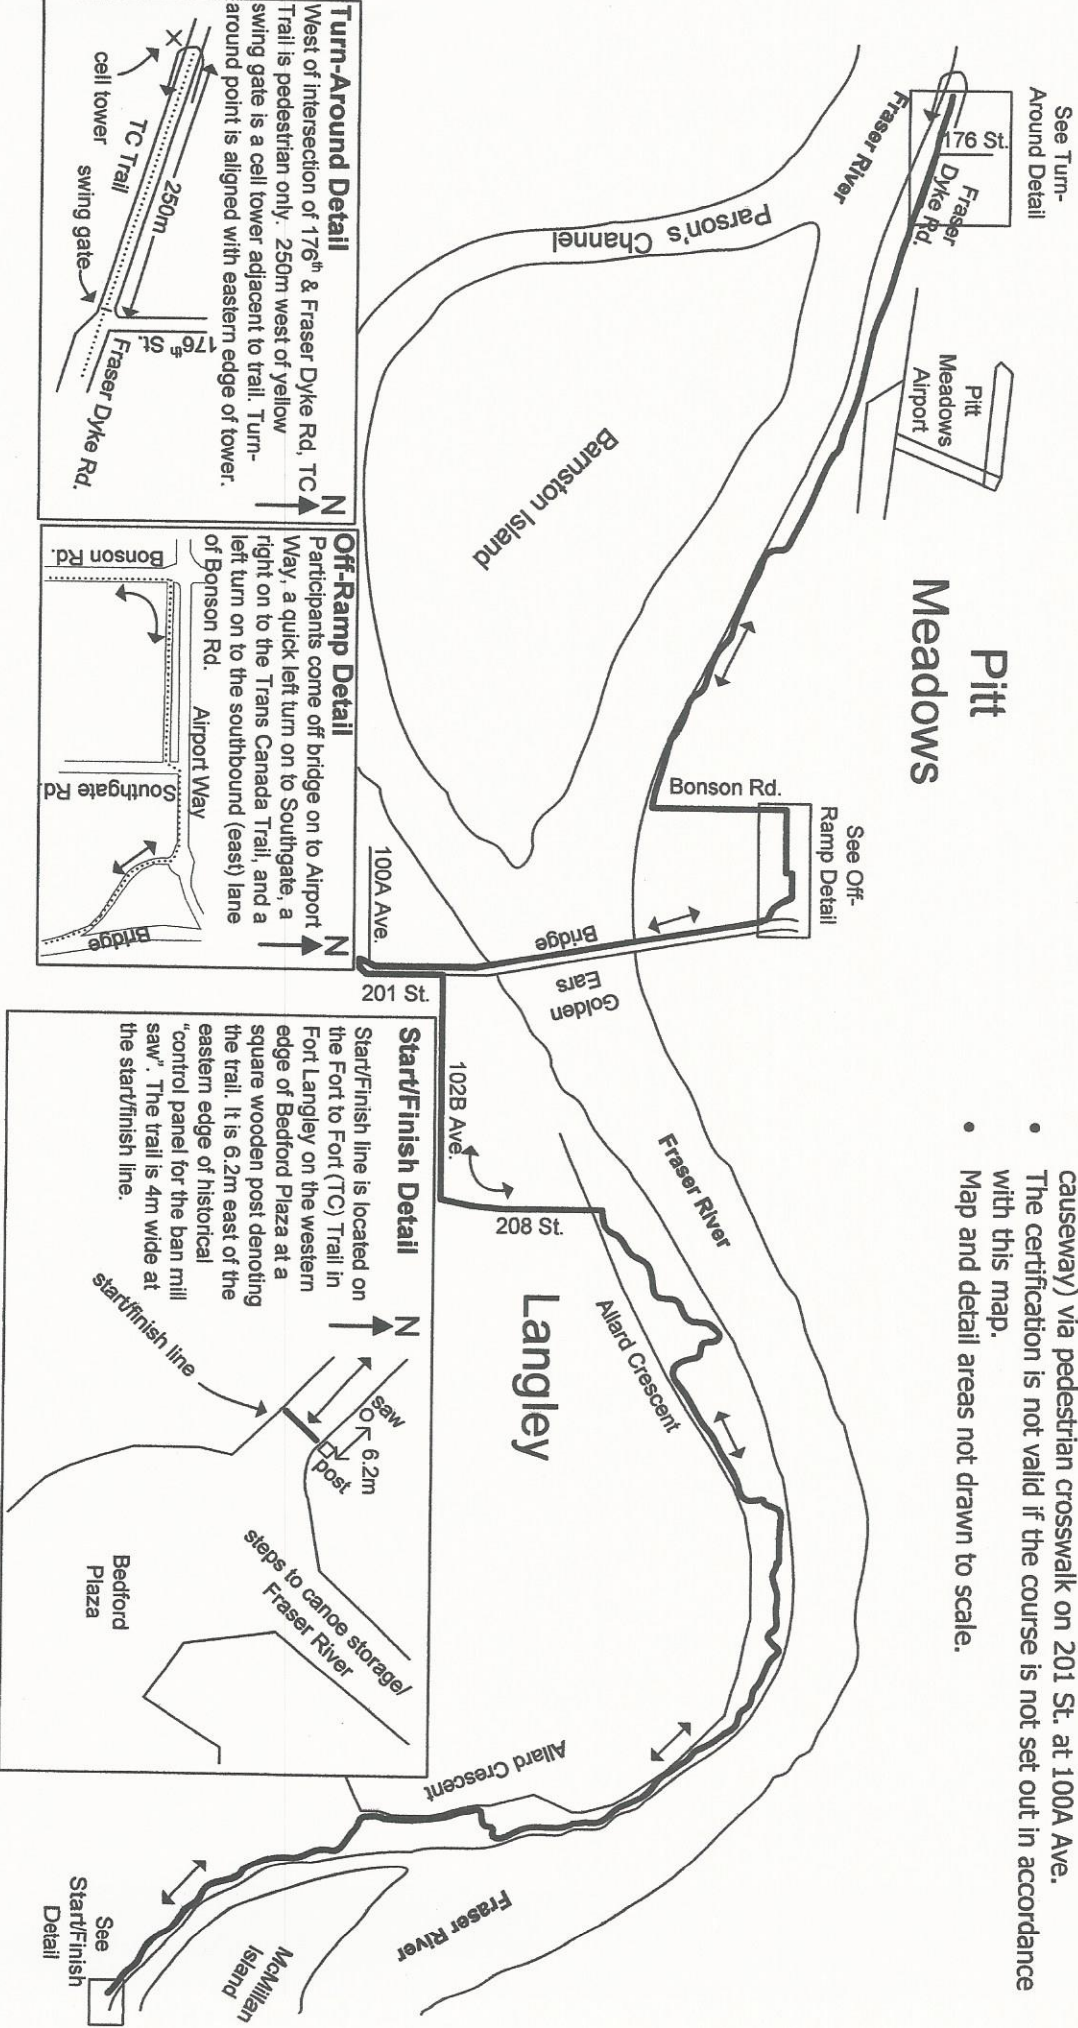 causeway) via pedestrian crosswalk on 201 St. at 100A Ave.
• The certification is not valid if the course is not set out in accordance
with this map.
• Map and detail areas not drawn to scale.
See Turn-
Around Detail
176 St.
Fraser
Dyke Rd.
Fraser River
Parson's
Channel
Pitt
Meadows
Airport
Pitt
Meadows
Barnston Island
Bonson Rd.
See Off-
Ramp Detail
Golden
Ears
Bridge
100A Ave.
201 St.
102B Ave.
208 St.
Fraser River
Langley
Allard Crescent
Allard Crescent
Fraser River
McMillan
Island
See
Start/Finish
Detail
Turn-Around Detail
West of intersection of 176th & Fraser Dyke Rd, TC
Trail is pedestrian only. 250m west of yellow
swing gate is a cell tower adjacent to trail. Turn-
around point is aligned with eastern edge of tower.
N
X
cell tower
TC Trail
250m
swing gate
176th St.
Fraser Dyke Rd.
Off-Ramp Detail
Participants come off bridge on to Airport
Way, a quick left turn on to Southgate, a
right on to the Trans Canada Trail, and a
left turn on to the southbound (east) lane
of Bonson Rd.
N
Bonson Rd.
Airport Way
Southgate Rd.
Bridge
Start/Finish Detail
Start/Finish line is located on
the Fort to Fort (TC) Trail in
Fort Langley on the western
edge of Bedford Plaza at a
square wooden post denoting
the trail. It is 6.2m east of the
eastern edge of historical
"control panel for the ban mill
saw". The trail is 4m wide at
the start/finish line.
N
saw
6.2m
post
start/finish line
steps to canoe storage/
Fraser River
Bedford
Plaza